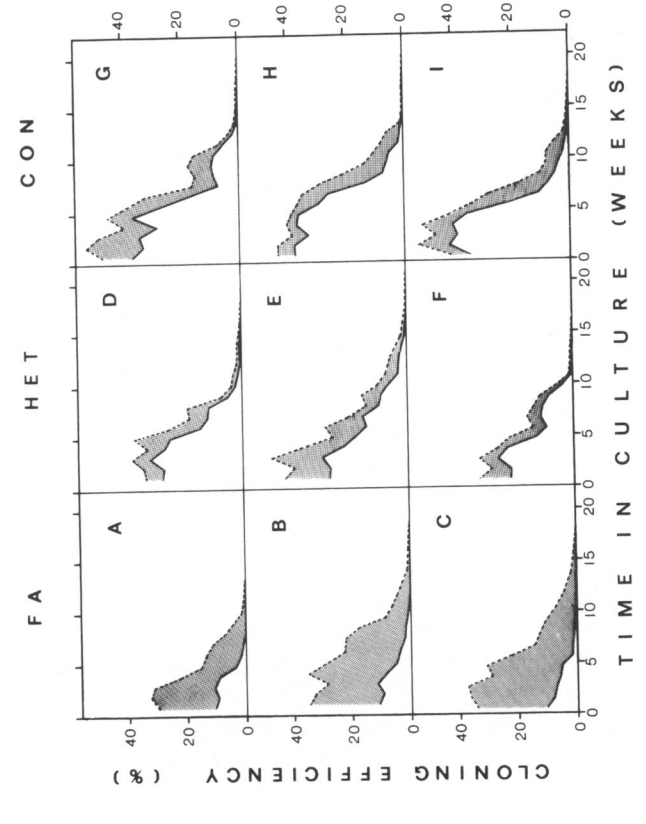 FA HET CON
40 A D G 40
20 20
0 0
40 B E H 40
20 20
0 0
40 C F I 40
20 20
0 0
0 5 10 15 20 0 5 10 15 20 0 5 10 15 20
TIME IN CULTURE (WEEKS)
CLONING EFFICIENCY (%)